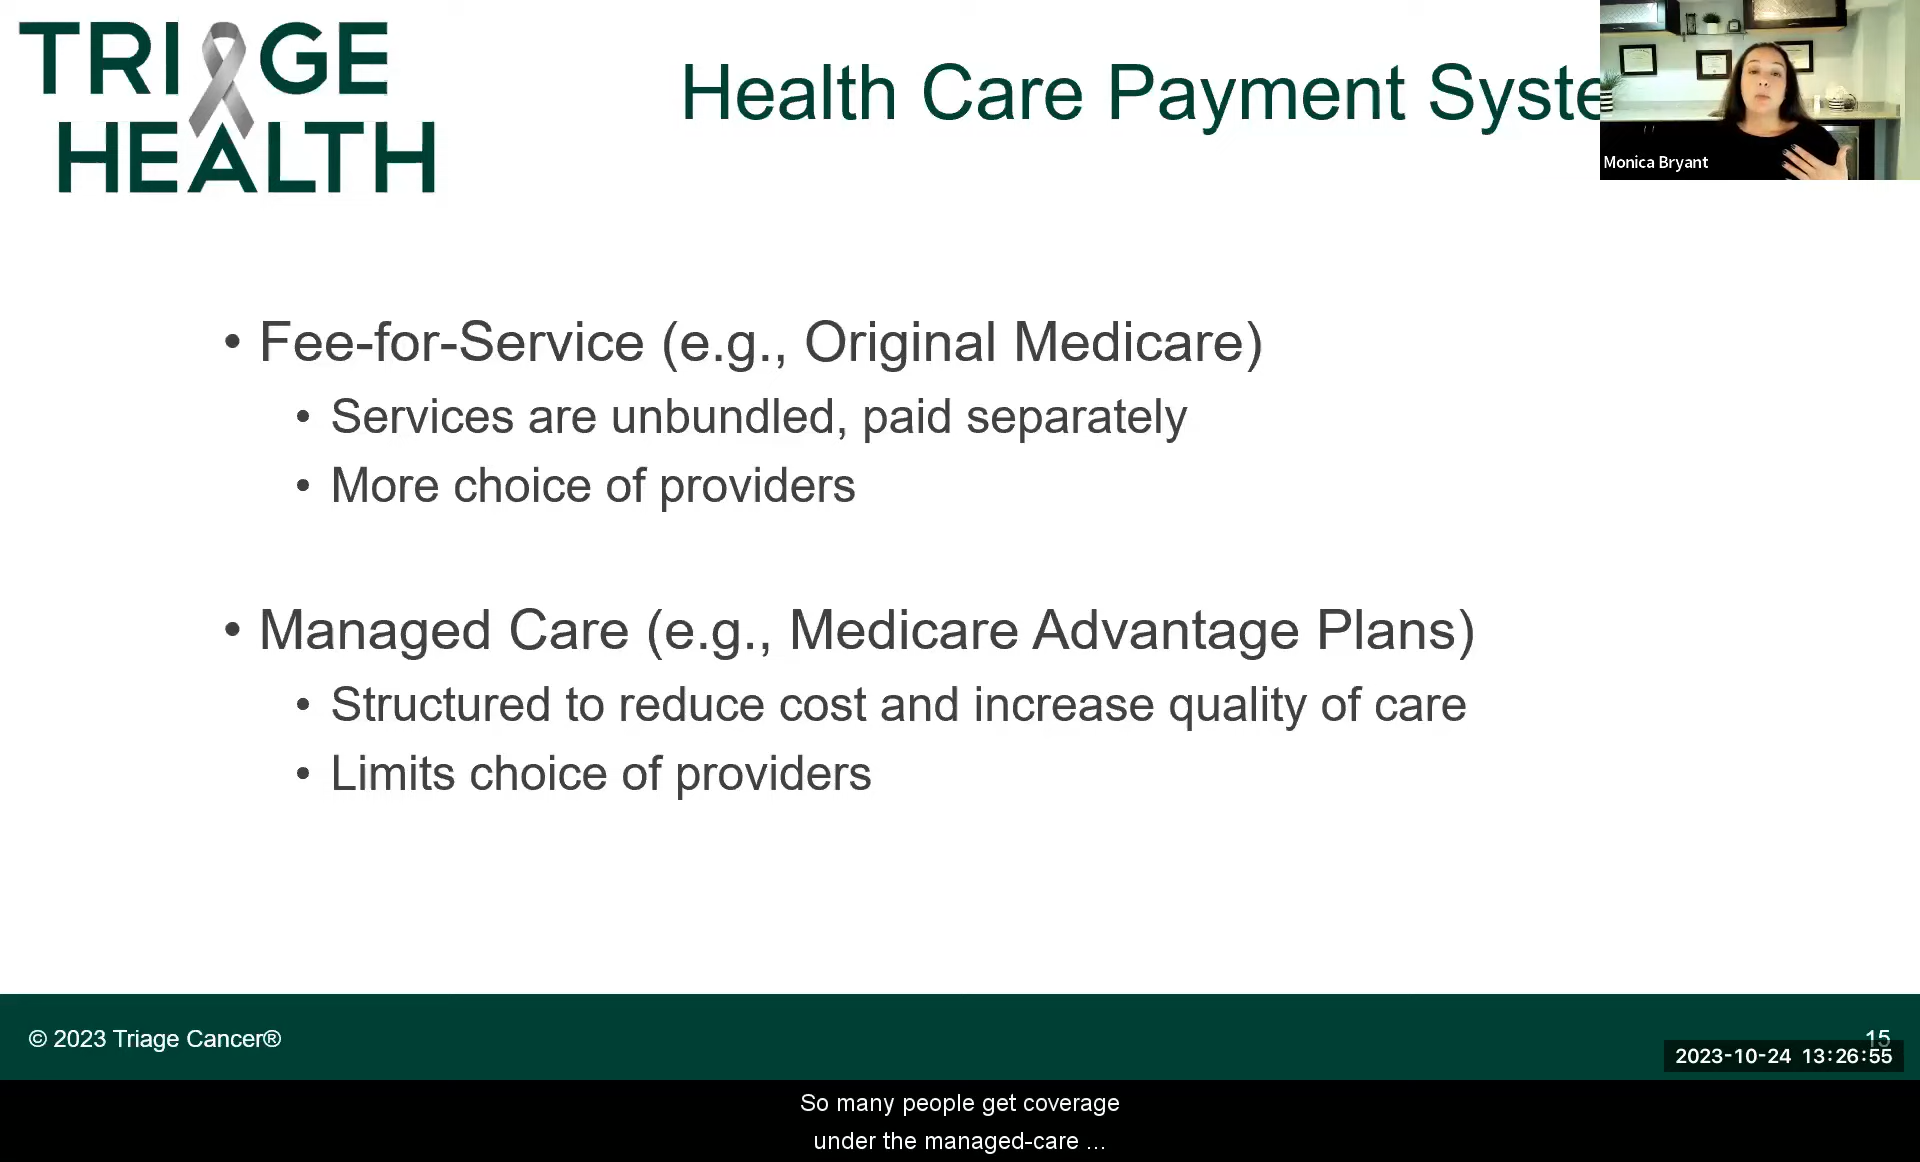 TRIAGE
HEALTH
Health Care Payment Syste
Monica Bryant
• Fee-for-Service (e.g., Original Medicare)
• Services are unbundled, paid separately
• More choice of providers
• Managed Care (e.g., Medicare Advantage Plans)
• Structured to reduce cost and increase quality of care
• Limits choice of providers
© 2023 Triage Cancer®
15
2023-10-24 13:26:55
So many people get coverage
under the managed-care ...